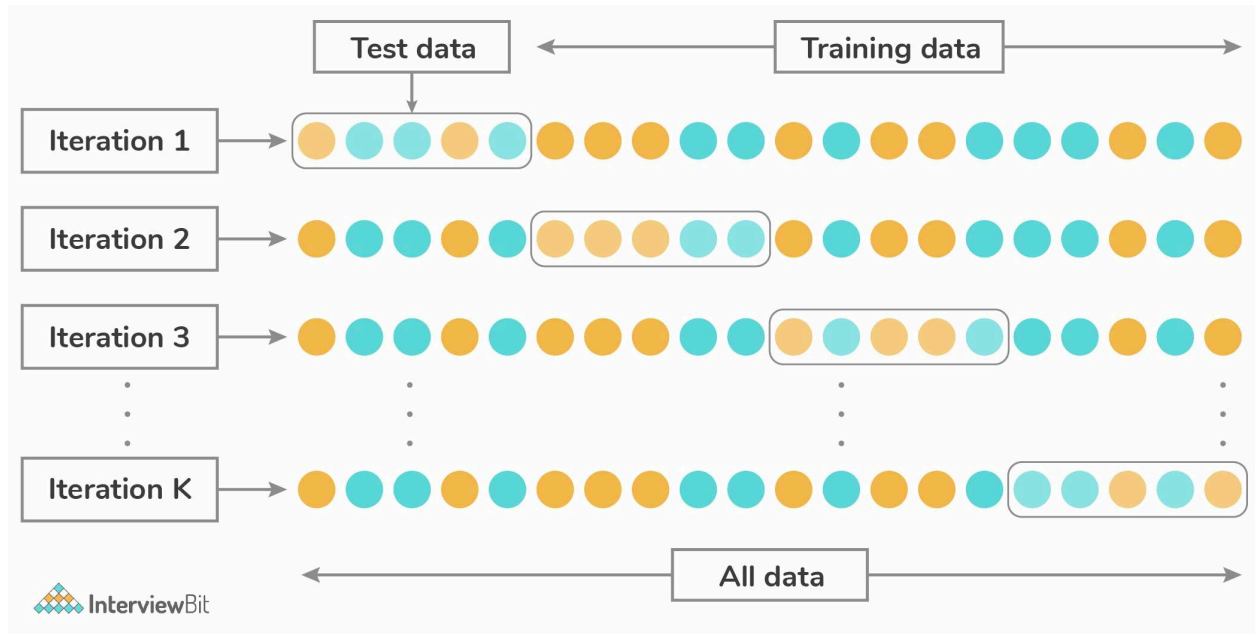 Test data
Training data
Iteration 1
Iteration 2
Iteration 3
Iteration K
All data
InterviewBit